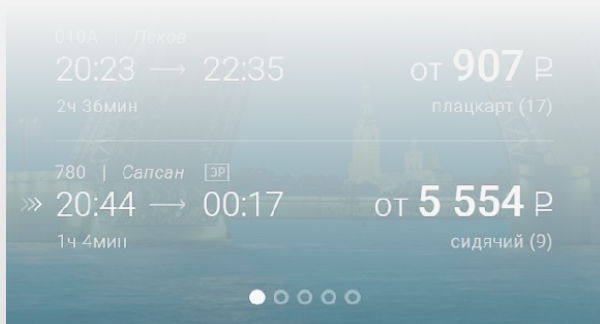 010А | Псков
20:23 → 22:35 от 907 ₽
2ч 36мин плацкарт (17)
780 | Сапсан ЭР
20:44 → 00:17 от 5 554 ₽
1ч 4мин сидячий (9)